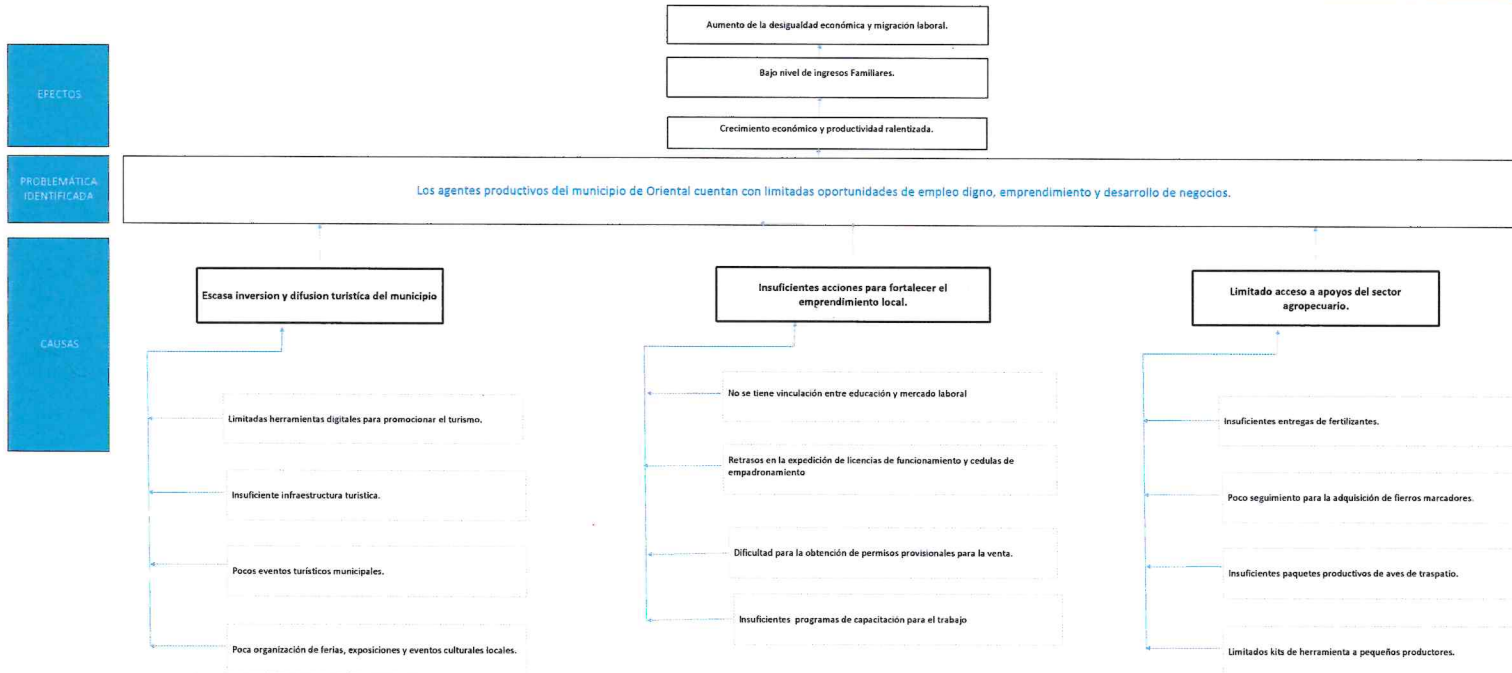 Aumento de la desigualdad económica y migración laboral.
EFECTOS
Bajo nivel de ingresos Familiares.
Crecimiento económico y productividad ralentizada.
PROBLEMÁTICA
IDENTIFICADA
Los agentes productivos del municipio de Oriental cuentan con limitadas oportunidades de empleo digno, emprendimiento y desarrollo de negocios.
CAUSAS
Escasa inversion y difusion turistíca del municipio
Limitadas herramientas digitales para promocionar el turismo.
Insuficiente infraestructura turistica.
Pocos eventos turísticos municipales.
Poca organización de ferias, exposiciones y eventos culturales locales.
Insuficientes acciones para fortalecer el
emprendimiento local.
No se tiene vinculación entre educación y mercado laboral
Retrasos en la expedición de licencias de funcionamiento y cedulas de
empadronamiento
Dificultad para la obtención de permisos provisionales para la venta.
Insuficientes programas de capacitación para el trabajo
Limitado acceso a apoyos del sector
agropecuario.
Insuficientes entregas de fertilizantes.
Poco seguimiento para la adquisición de fierros marcadores.
Insuficientes paquetes productivos de aves de traspatio.
Limitados kits de herramienta a pequeños productores.